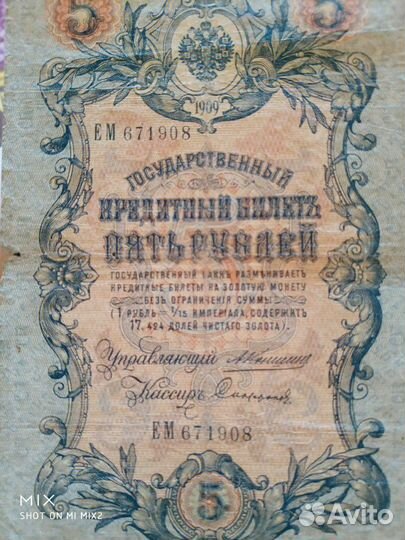 5 5
1909
ЕМ 671908
ГОСУДАРСТВЕННЫЙ
КРЕДИТНЫЙ БИЛЕТЪ
ПЯТЬ РУБЛЕЙ
ГОСУДАРСТВЕННЫЙ БАНКЪ РАЗМѢНИВАЕТЪ
КРЕДИТНЫЕ БИЛЕТЫ НА ЗОЛОТУЮ МОНЕТУ
БЕЗЪ ОГРАНИЧЕНІЯ СУММЫ
(1 РУБЛЬ = 1/15 ИМПЕРІАЛА, СОДЕРЖИТЪ
17,424 ДОЛЕЙ ЧИСТАГО ЗОЛОТА).
Управляющій
Кассиръ
ЕМ 671908
5
MIX
SHOT ON MI MIX2
Avito